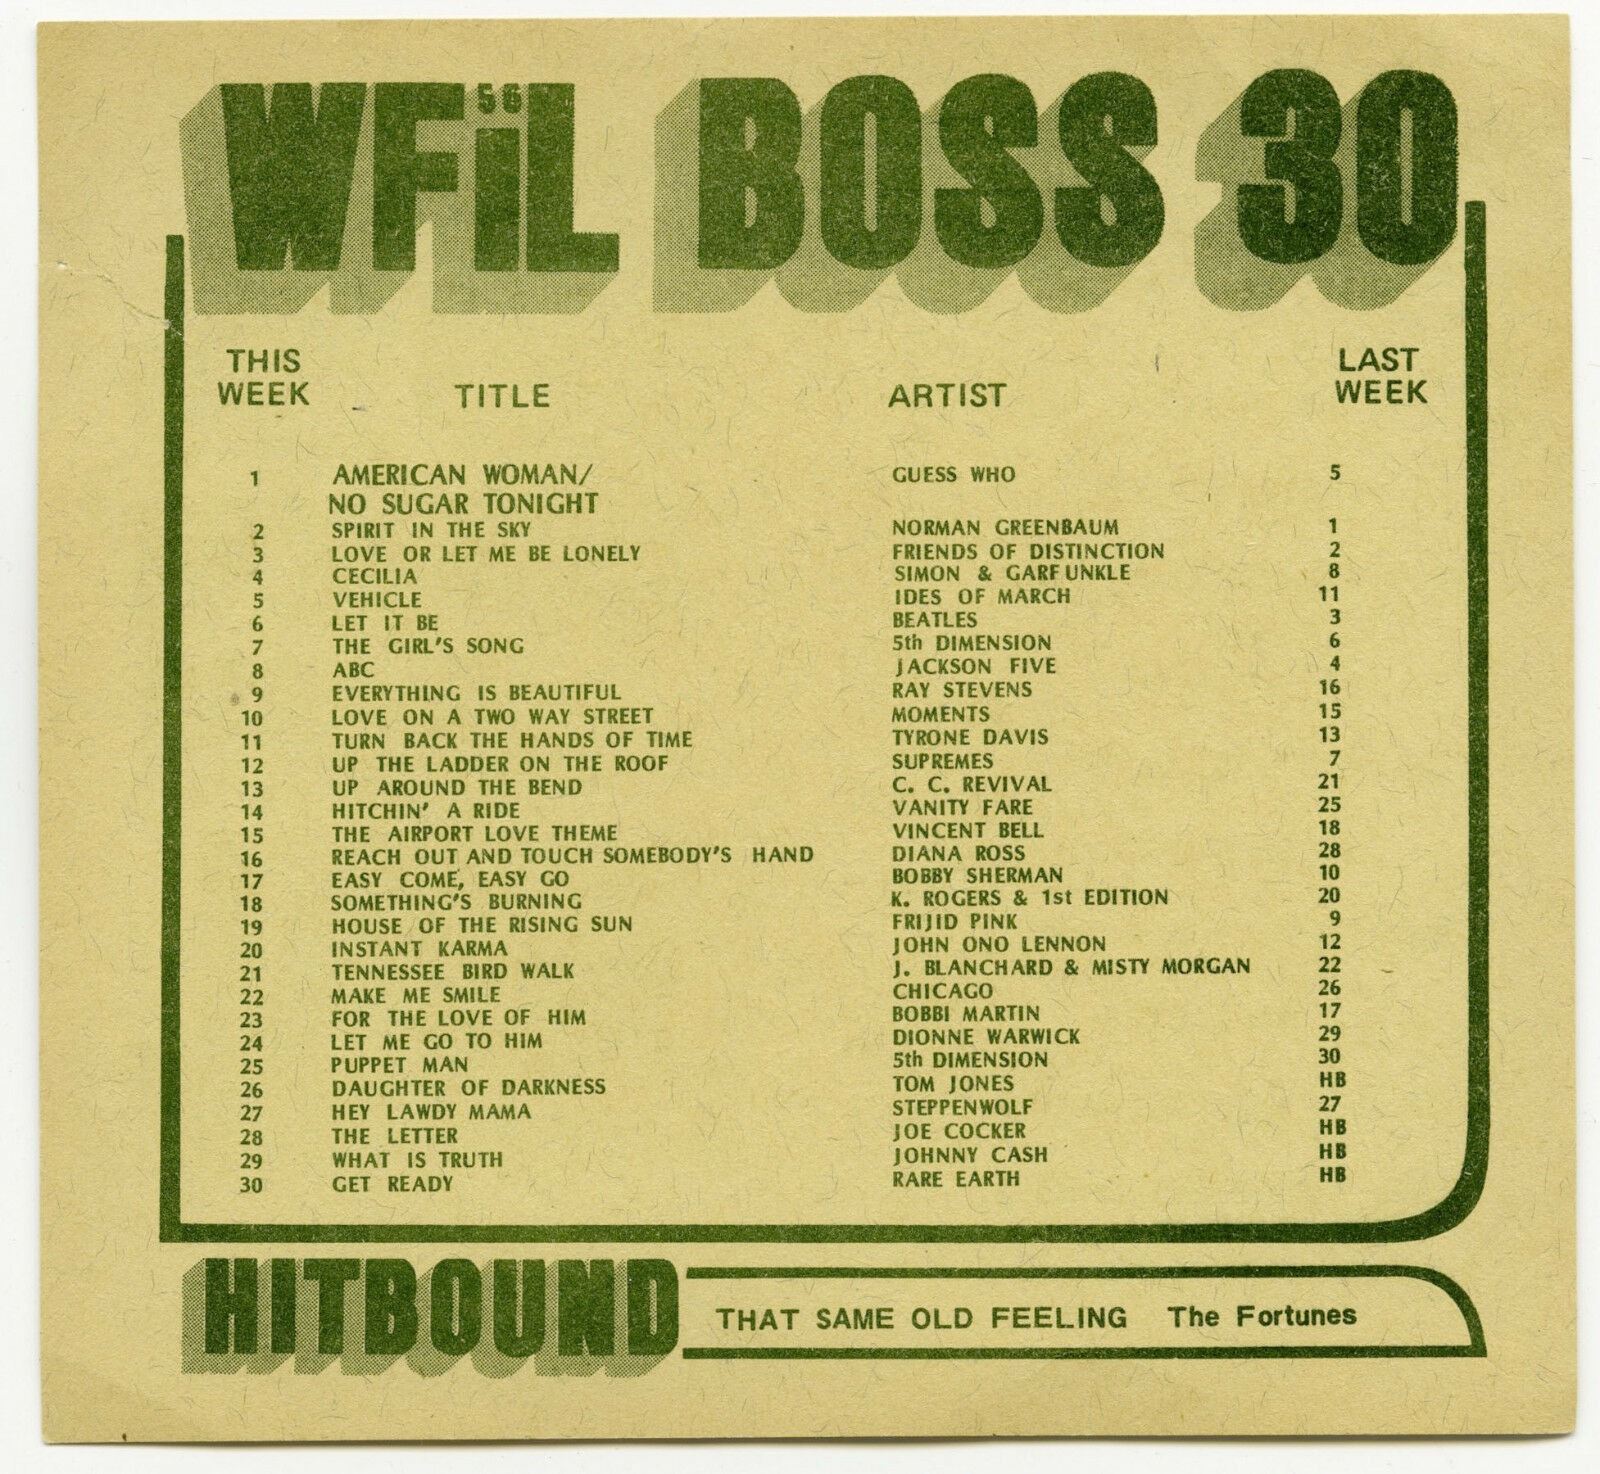 WFiL 56 BOSS 30
THIS WEEK TITLE ARTIST LAST WEEK
1 AMERICAN WOMAN/ GUESS WHO 5
NO SUGAR TONIGHT
2 SPIRIT IN THE SKY NORMAN GREENBAUM 1
3 LOVE OR LET ME BE LONELY FRIENDS OF DISTINCTION 2
4 CECILIA SIMON & GARFUNKLE 8
5 VEHICLE IDES OF MARCH 11
6 LET IT BE BEATLES 3
7 THE GIRL'S SONG 5th DIMENSION 6
8 ABC JACKSON FIVE 4
9 EVERYTHING IS BEAUTIFUL RAY STEVENS 16
10 LOVE ON A TWO WAY STREET MOMENTS 15
11 TURN BACK THE HANDS OF TIME TYRONE DAVIS 13
12 UP THE LADDER ON THE ROOF SUPREMES 7
13 UP AROUND THE BEND C. C. REVIVAL 21
14 HITCHIN' A RIDE VANITY FARE 25
15 THE AIRPORT LOVE THEME VINCENT BELL 18
16 REACH OUT AND TOUCH SOMEBODY'S HAND DIANA ROSS 28
17 EASY COME, EASY GO BOBBY SHERMAN 10
18 SOMETHING'S BURNING K. ROGERS & 1st EDITION 20
19 HOUSE OF THE RISING SUN FRIJID PINK 9
20 INSTANT KARMA JOHN ONO LENNON 12
21 TENNESSEE BIRD WALK J. BLANCHARD & MISTY MORGAN 22
22 MAKE ME SMILE CHICAGO 26
23 FOR THE LOVE OF HIM BOBBI MARTIN 17
24 LET ME GO TO HIM DIONNE WARWICK 29
25 PUPPET MAN 5th DIMENSION 30
26 DAUGHTER OF DARKNESS TOM JONES HB
27 HEY LAWDY MAMA STEPPENWOLF 27
28 THE LETTER JOE COCKER HB
29 WHAT IS TRUTH JOHNNY CASH HB
30 GET READY RARE EARTH HB
HITBOUND THAT SAME OLD FEELING The Fortunes